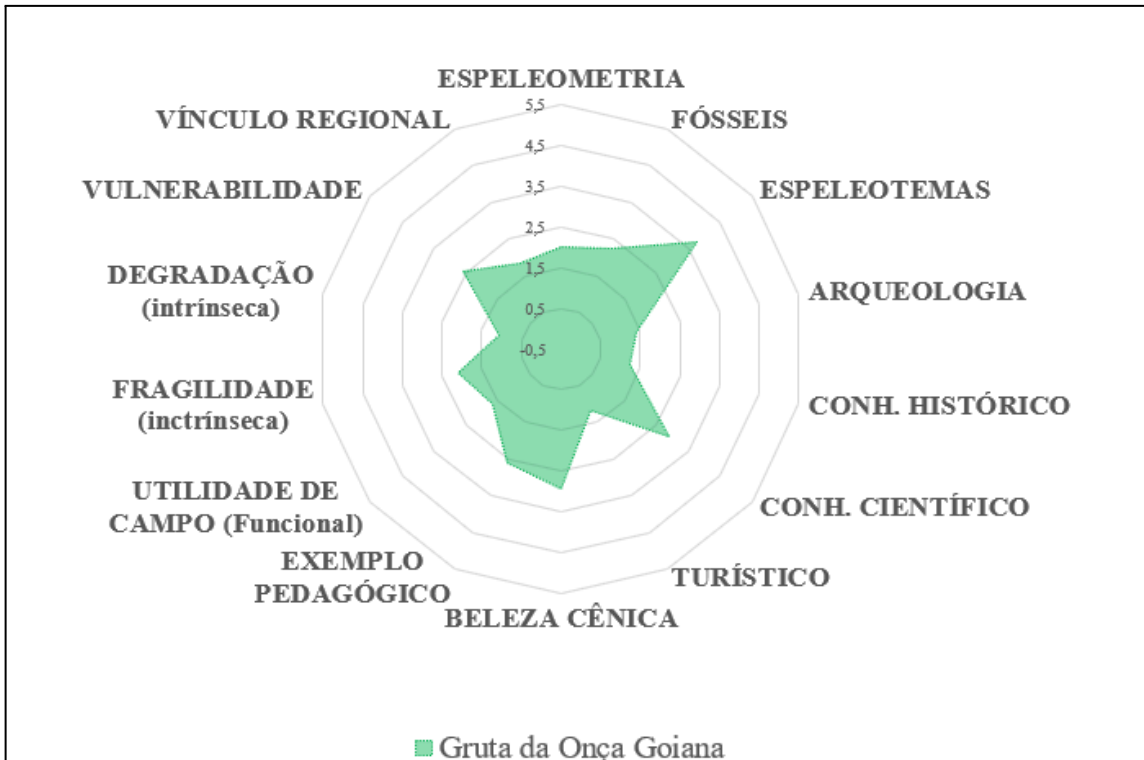 ESPELEOMETRIA
FÓSSEIS
ESPELEOTEMAS
ARQUEOLOGIA
CONH. HISTÓRICO
CONH. CIENTÍFICO
TURÍSTICO
BELEZA CÊNICA
EXEMPLO
PEDAGÓGICO
UTILIDADE DE
CAMPO (Funcional)
FRAGILIDADE
(inctrínseca)
DEGRADAÇÃO
(intrínseca)
VULNERABILIDADE
VÍNCULO REGIONAL
5,5
4,5
3,5
2,5
1,5
0,5
-0,5
Gruta da Onça Goiana